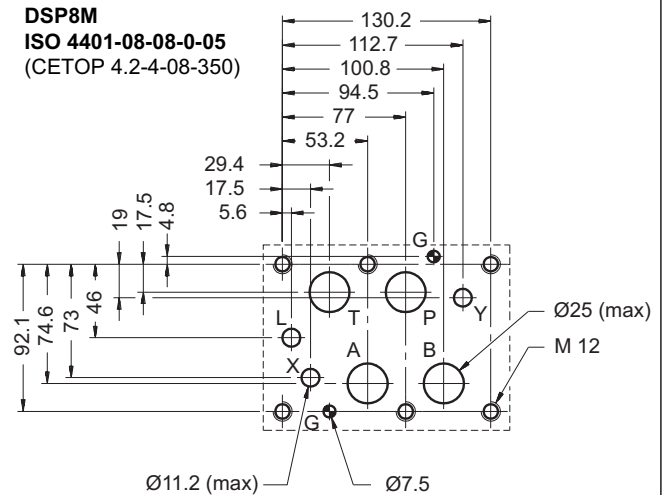 DSP8M
ISO 4401-08-08-0-05
(CETOP 4.2-4-08-350)
130.2
112.7
100.8
94.5
77
53.2
29.4
17.5
5.6
19
17.5
4.8
92.1
74.6
73
46
G
L
T
P
Y
X
A
B
G
Ø25 (max)
M 12
Ø11.2 (max)
Ø7.5